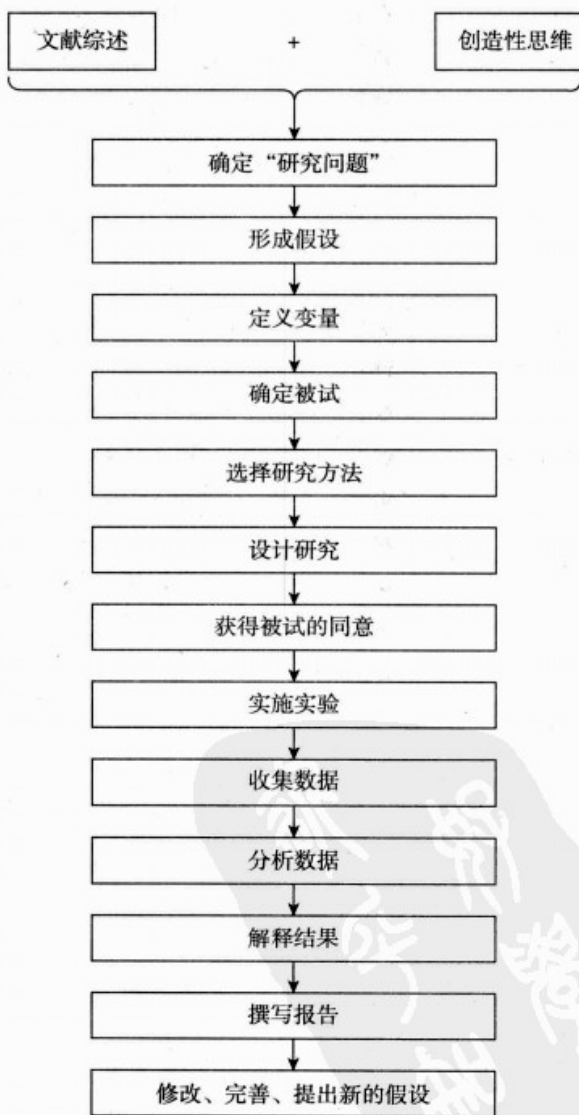 文献综述 + 创造性思维
确定“研究问题”
形成假设
定义变量
确定被试
选择研究方法
设计研究
获得被试的同意
实施实验
收集数据
分析数据
解释结果
撰写报告
修改、完善、提出新的假设